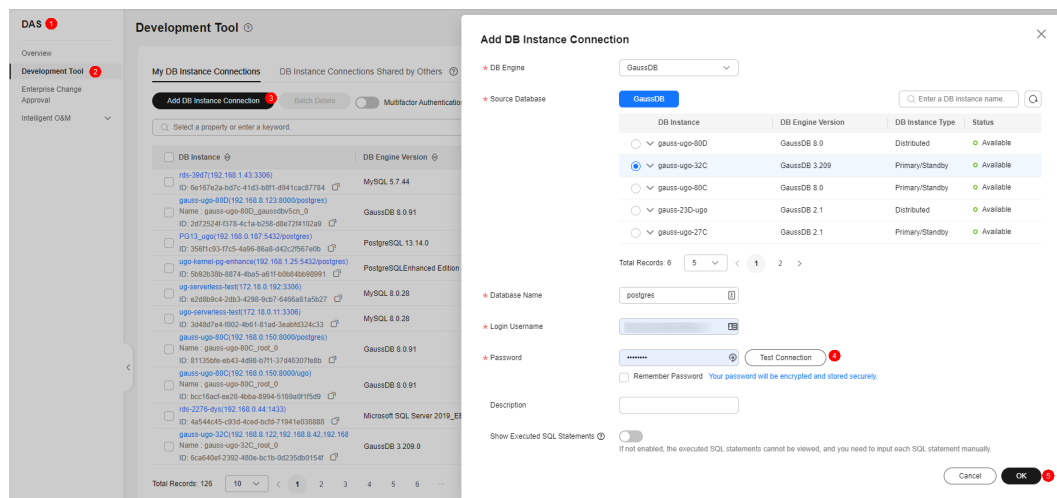 DAS 1
Overview
Development Tool 2
Enterprise Change
Approval
Intelligent O&M
Development Tool
My DB Instance Connections DB Instance Connections Shared by Others
Add DB Instance Connection 3 Batch Delete Multifactor Authentication
Select a property or enter a keyword.
DB Instance DB Engine Version
rds-39d7(192.168.1.43:3306)
ID: 6e167e2a-bd7c-41d3-b8f1-d941cac87784 MySQL 5.7.44
gauss-ugo-80D(192.168.8.123:8000/postgres)
Name : gauss-ugo-80D_gaussdbv5cn_0 GaussDB 8.0.91
ID: 2d72524f-f378-4c1a-b258-d8e72f4102a9
PG13_ugo(192.168.0.187:5432/postgres)
ID: 356f1c93-f7c5-4a96-86a8-d42c2f567e0b PostgreSQL 13.14.0
ugo-kernel-pg-enhance(192.168.1.25:5432/postgres)
ID: 5b92b38b-8874-4ba5-a61f-b0b84bb98991 PostgreSQLEnhanced Edition
ug-serverless-test(172.18.0.192:3306)
ID: e2d8b9c4-2db3-4298-9cb7-6466a81a5b27 MySQL 8.0.28
ugo-serverless-test(172.18.0.11:3306)
ID: 3d48d7e4-f902-4b61-81ad-3eabfd324c33 MySQL 8.0.28
gauss-ugo-80C(192.168.0.150:8000/postgres)
Name : gauss-ugo-80C_root_0 GaussDB 8.0.91
ID: 81135bfe-eb43-4d98-b7f1-37d46307fe8b
gauss-ugo-80C(192.168.0.150:8000/ugo)
Name : gauss-ugo-80C_root_0 GaussDB 8.0.91
ID: bcc16acf-ee28-4bba-8994-5169a9f1f5d9
rds-2276-dys(192.168.0.44:1433)
ID: 4a544c45-c93d-4ced-bcfd-71941e038888 Microsoft SQL Server 2019_EE
gauss-ugo-32C(192.168.8.122,192.168.8.42,192.168
Name : gauss-ugo-32C_root_0 GaussDB 3.209.0
ID: 6ca640ef-2392-480e-bc1b-0d235db0154f
Total Records: 126 10 < 1 2 3 4 5 6 ...
Add DB Instance Connection
* DB Engine GaussDB
* Source Database GaussDB Enter a DB instance name.
DB Instance DB Engine Version DB Instance Type Status
gauss-ugo-80D GaussDB 8.0 Distributed Available
gauss-ugo-32C GaussDB 3.209 Primary/Standby Available
gauss-ugo-80C GaussDB 8.0 Primary/Standby Available
gauss-23D-ugo GaussDB 2.1 Distributed Available
gauss-ugo-27C GaussDB 2.1 Primary/Standby Available
Total Records: 6 5 < 1 2 >
* Database Name postgres
* Login Username
* Password •••••••• Test Connection 4
Remember Password Your password will be encrypted and stored securely.
Description
Show Executed SQL Statements
If not enabled, the executed SQL statements cannot be viewed, and you need to input each SQL statement manually.
Cancel OK 5